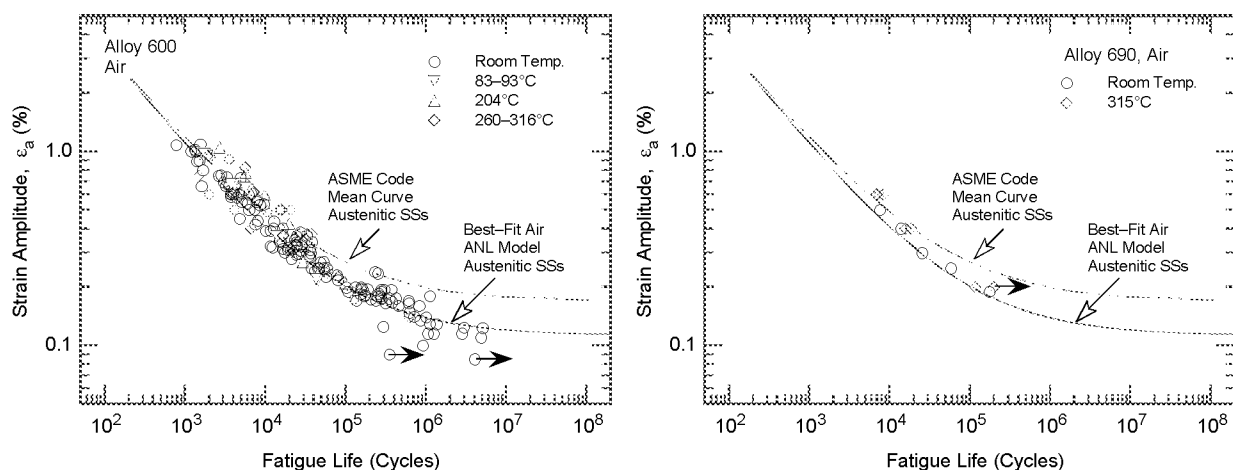 Alloy 600
Air
Room Temp.
83–93°C
204°C
260–316°C
ASME Code
Mean Curve
Austenitic SSs
Best–Fit Air
ANL Model
Austenitic SSs
1.0
0.1
Strain Amplitude, εa (%)
10² 10³ 10⁴ 10⁵ 10⁶ 10⁷ 10⁸
Fatigue Life (Cycles)
Alloy 690, Air
Room Temp.
315°C
ASME Code
Mean Curve
Austenitic SSs
Best–Fit Air
ANL Model
Austenitic SSs
1.0
0.1
Strain Amplitude, εa (%)
10² 10³ 10⁴ 10⁵ 10⁶ 10⁷ 10⁸
Fatigue Life (Cycles)